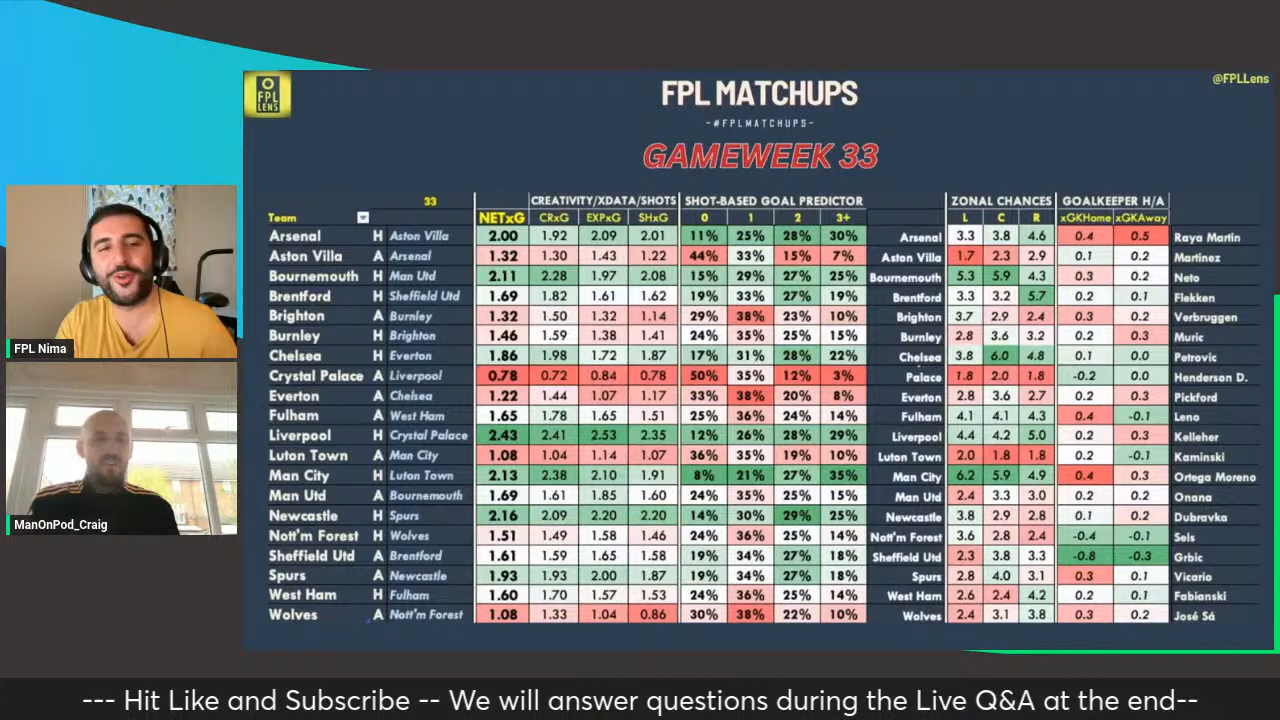 FPL LENS
@FPLLens
FPL MATCHUPS
-#FPLMATCHUPS-
GAMEWEEK 33
33 CREATIVITY/XDATA/SHOTS SHOT-BASED GOAL PREDICTOR ZONAL CHANCES GOALKEEPER H/A
Team NETxG CRxG EXPxG SHxG 0 1 2 3+ L C R xGKHome xGKAway
Arsenal H Aston Villa 2.00 1.92 2.09 2.01 11% 25% 28% 30% Arsenal 3.3 3.8 4.6 0.4 0.5 Raya Martin
Aston Villa A Arsenal 1.32 1.30 1.43 1.22 44% 33% 15% 7% Aston Villa 1.7 2.3 2.9 0.1 0.2 Martinez
Bournemouth H Man Utd 2.11 2.28 1.97 2.08 15% 29% 27% 25% Bournemouth 5.3 5.9 4.3 0.3 0.2 Neto
Brentford H Sheffield Utd 1.69 1.82 1.61 1.62 19% 33% 27% 19% Brentford 3.3 3.2 5.7 0.2 0.1 Flekken
Brighton A Burnley 1.32 1.50 1.32 1.14 29% 38% 23% 10% Brighton 3.7 2.9 2.4 0.3 0.2 Verbruggen
Burnley H Brighton 1.46 1.59 1.38 1.41 24% 35% 25% 15% Burnley 2.8 3.6 3.2 0.2 0.3 Muric
Chelsea H Everton 1.86 1.98 1.72 1.87 17% 31% 28% 22% Chelsea 3.8 6.0 4.8 0.1 0.0 Petrovic
Crystal Palace A Liverpool 0.78 0.72 0.84 0.78 50% 35% 12% 3% Palace 1.8 2.0 1.8 -0.2 0.0 Henderson D.
Everton A Chelsea 1.22 1.44 1.07 1.17 33% 38% 20% 8% Everton 2.8 3.6 2.7 0.2 0.3 Pickford
Fulham A West Ham 1.65 1.78 1.65 1.51 25% 36% 24% 14% Fulham 4.1 4.1 4.3 0.4 -0.1 Leno
Liverpool H Crystal Palace 2.43 2.41 2.53 2.35 12% 26% 28% 29% Liverpool 4.4 4.2 5.0 0.2 0.3 Kelleher
Luton Town A Man City 1.08 1.04 1.14 1.07 36% 35% 19% 10% Luton Town 2.0 1.8 1.8 0.2 -0.1 Kaminski
Man City H Luton Town 2.13 2.38 2.10 1.91 8% 21% 27% 35% Man City 6.2 5.9 4.9 0.4 0.3 Ortega Moreno
Man Utd A Bournemouth 1.69 1.61 1.85 1.60 24% 35% 25% 15% Man Utd 2.4 3.3 3.0 0.2 0.2 Onana
Newcastle H Spurs 2.16 2.09 2.20 2.20 14% 30% 29% 25% Newcastle 3.8 2.9 2.8 0.1 0.2 Dubravka
Nott'm Forest H Wolves 1.51 1.49 1.58 1.46 24% 36% 25% 14% Nott'm Forest 3.6 2.8 2.4 -0.4 -0.1 Sels
Sheffield Utd A Brentford 1.61 1.59 1.65 1.58 19% 34% 27% 18% Sheffield Utd 2.3 3.8 3.3 -0.8 -0.3 Grbic
Spurs A Newcastle 1.93 1.93 2.00 1.87 19% 34% 27% 18% Spurs 2.8 4.0 3.1 0.3 0.1 Vicario
West Ham H Fulham 1.60 1.70 1.57 1.53 24% 36% 25% 14% West Ham 2.6 2.4 4.2 0.2 0.1 Fabianski
Wolves A Nott'm Forest 1.08 1.33 1.04 0.86 30% 38% 22% 10% Wolves 2.4 3.1 3.8 0.3 0.2 José Sá
FPL Nima
ManOnPod_Craig
--- Hit Like and Subscribe -- We will answer questions during the Live Q&A at the end--